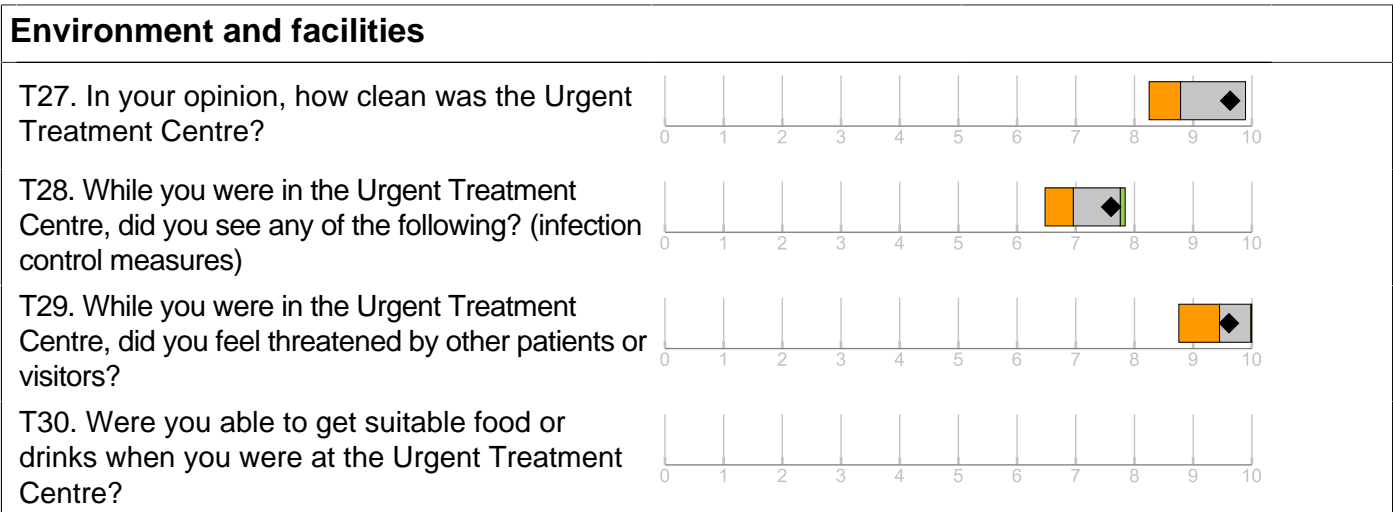 Environment and facilities
T27. In your opinion, how clean was the Urgent
Treatment Centre?
0 1 2 3 4 5 6 7 8 9 10
T28. While you were in the Urgent Treatment
Centre, did you see any of the following? (infection
control measures)
0 1 2 3 4 5 6 7 8 9 10
T29. While you were in the Urgent Treatment
Centre, did you feel threatened by other patients or
visitors?
0 1 2 3 4 5 6 7 8 9 10
T30. Were you able to get suitable food or
drinks when you were at the Urgent Treatment
Centre?
0 1 2 3 4 5 6 7 8 9 10